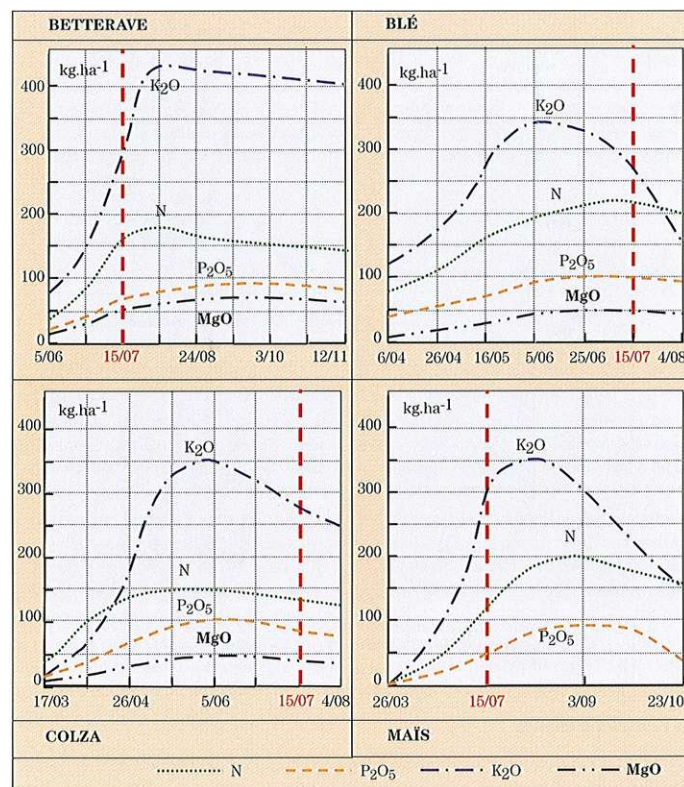 BETTERAVE
kg.ha-1
400
300
200
100
0
K2O
N
P2O5
MgO
5/06 15/07 24/08 3/10 12/11
BLÉ
kg.ha-1
400
300
200
100
0
K2O
N
P2O5
MgO
6/04 26/04 16/05 5/06 25/06 15/07 4/08
kg.ha-1
400
300
200
100
0
K2O
N
P2O5
MgO
17/03 26/04 5/06 15/07 4/08
COLZA
kg.ha-1
400
300
200
100
0
K2O
N
P2O5
26/03 15/07 3/09 23/10
MAÏS
N P2O5 K2O MgO